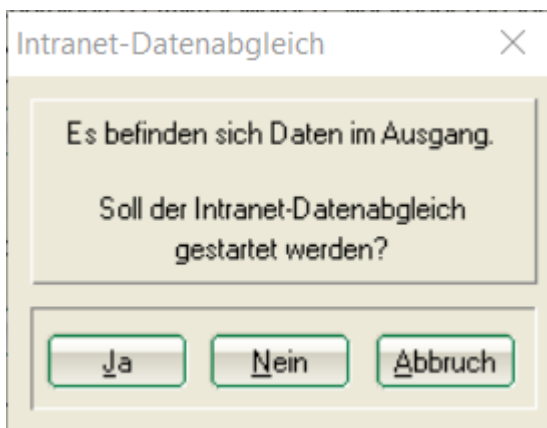 Intranet-Datenabgleich
Es befinden sich Daten im Ausgang.
Soll der Intranet-Datenabgleich
gestartet werden?
Ja Nein Abbruch